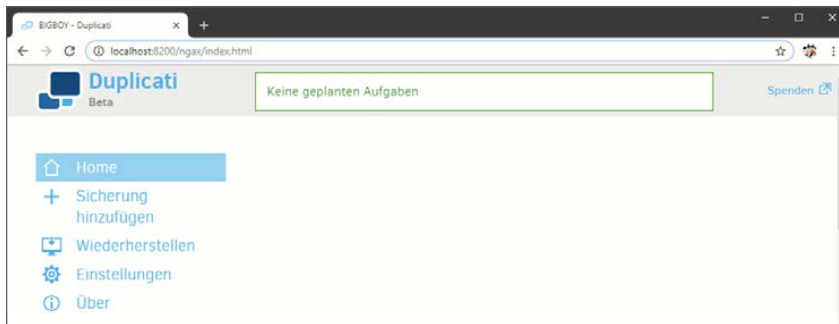 BIGBOY - Duplicati
localhost:8200/ngax/index.html
Duplicati
Beta
Keine geplanten Aufgaben
Spenden
Home
Sicherung
hinzufügen
Wiederherstellen
Einstellungen
Über